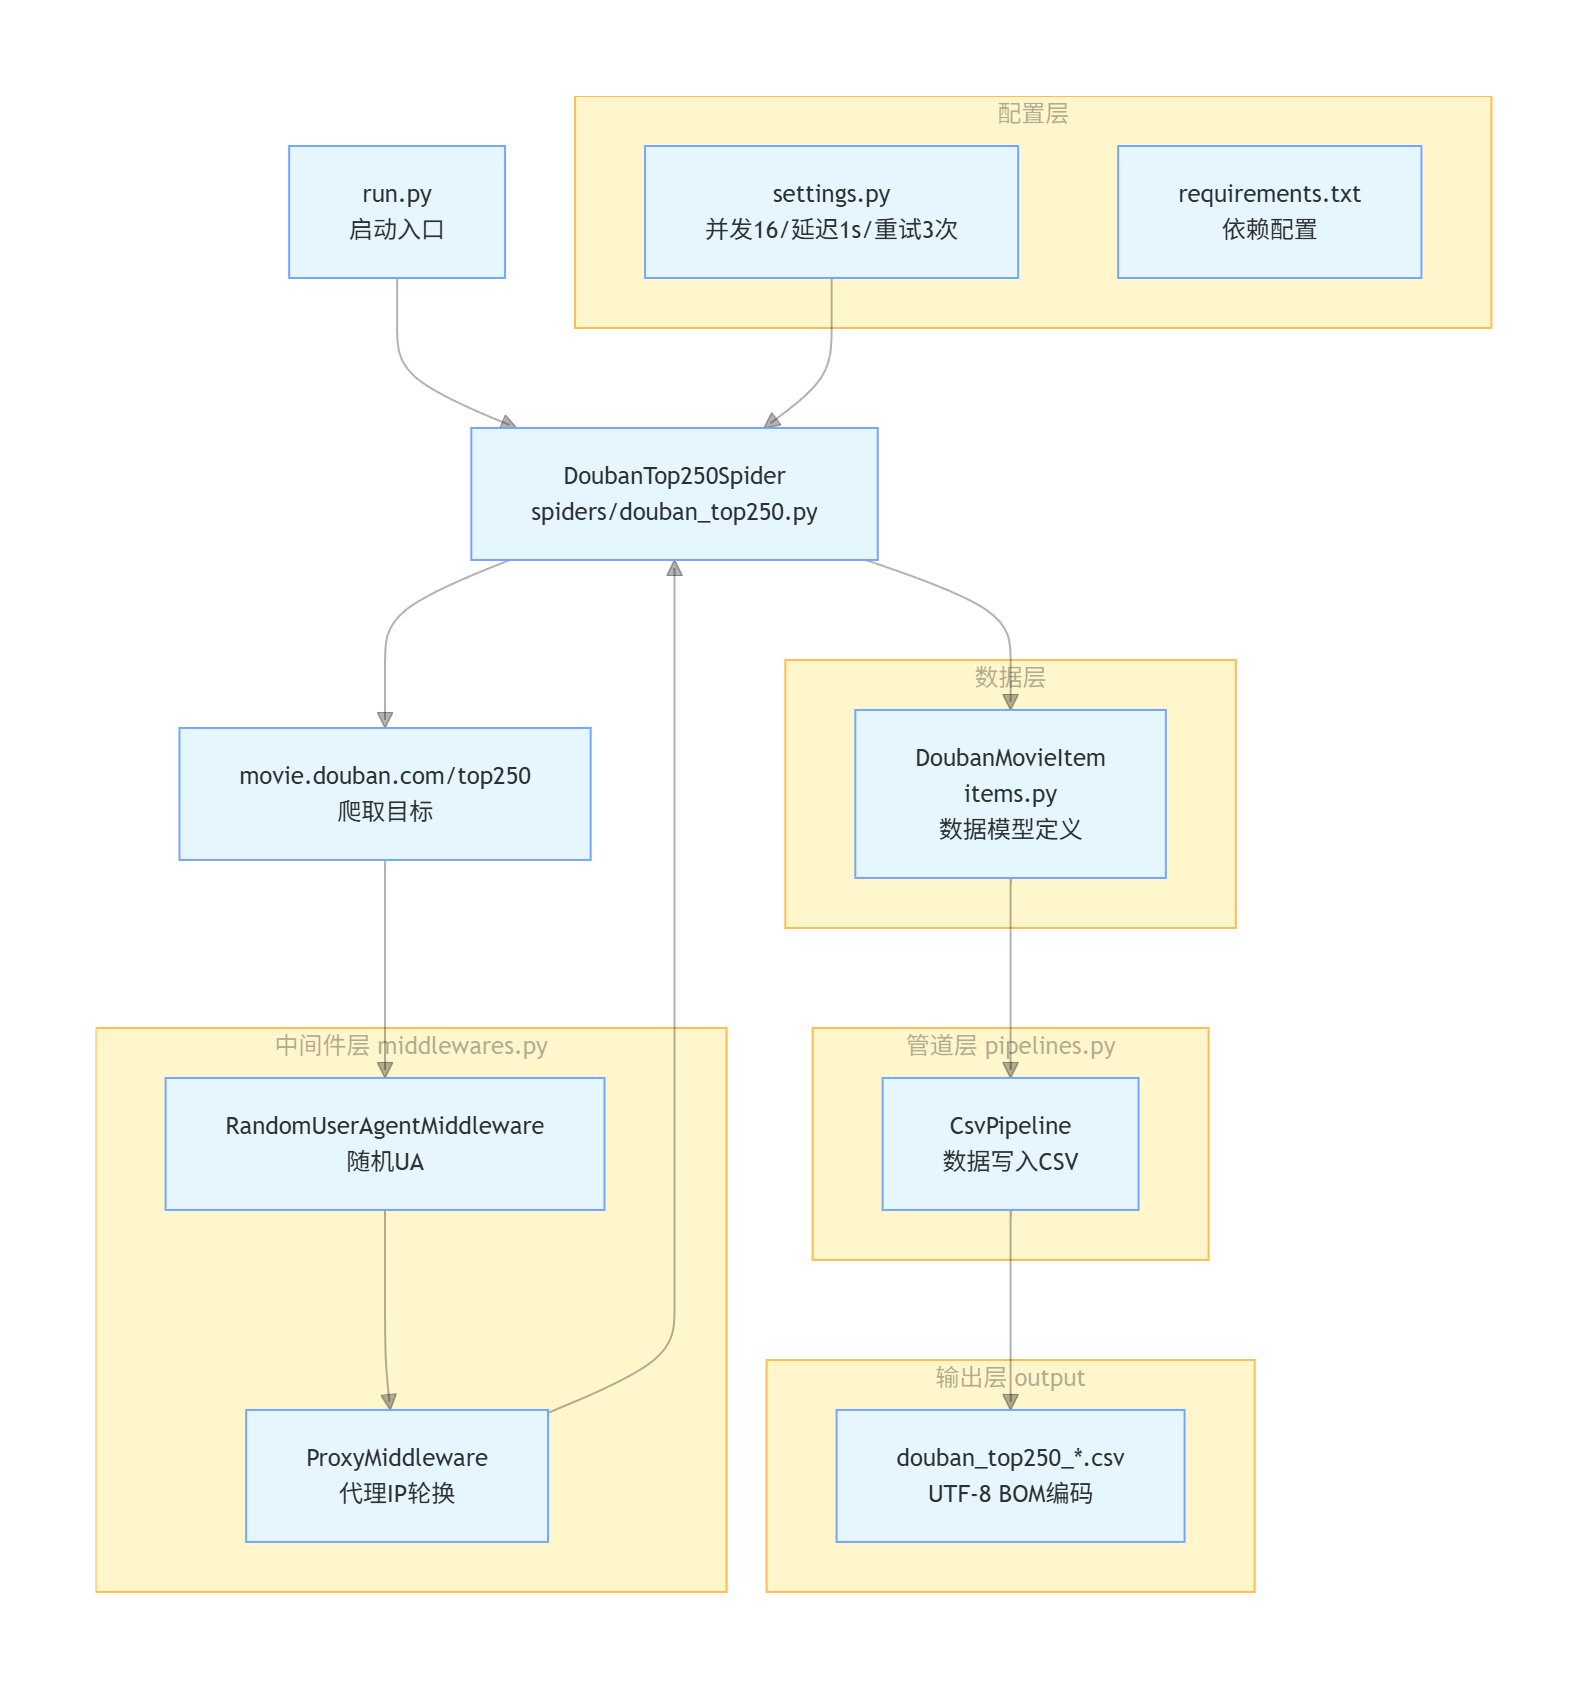 配置层
run.py
启动入口
settings.py
并发16/延迟1s/重试3次
requirements.txt
依赖配置
DoubanTop250Spider
spiders/douban_top250.py
数据层
movie.douban.com/top250
爬取目标
DoubanMovieItem
items.py
数据模型定义
中间件层 middlewares.py
管道层 pipelines.py
RandomUserAgentMiddleware
随机UA
CsvPipeline
数据写入CSV
输出层 output
ProxyMiddleware
代理IP轮换
douban_top250_*.csv
UTF-8 BOM编码